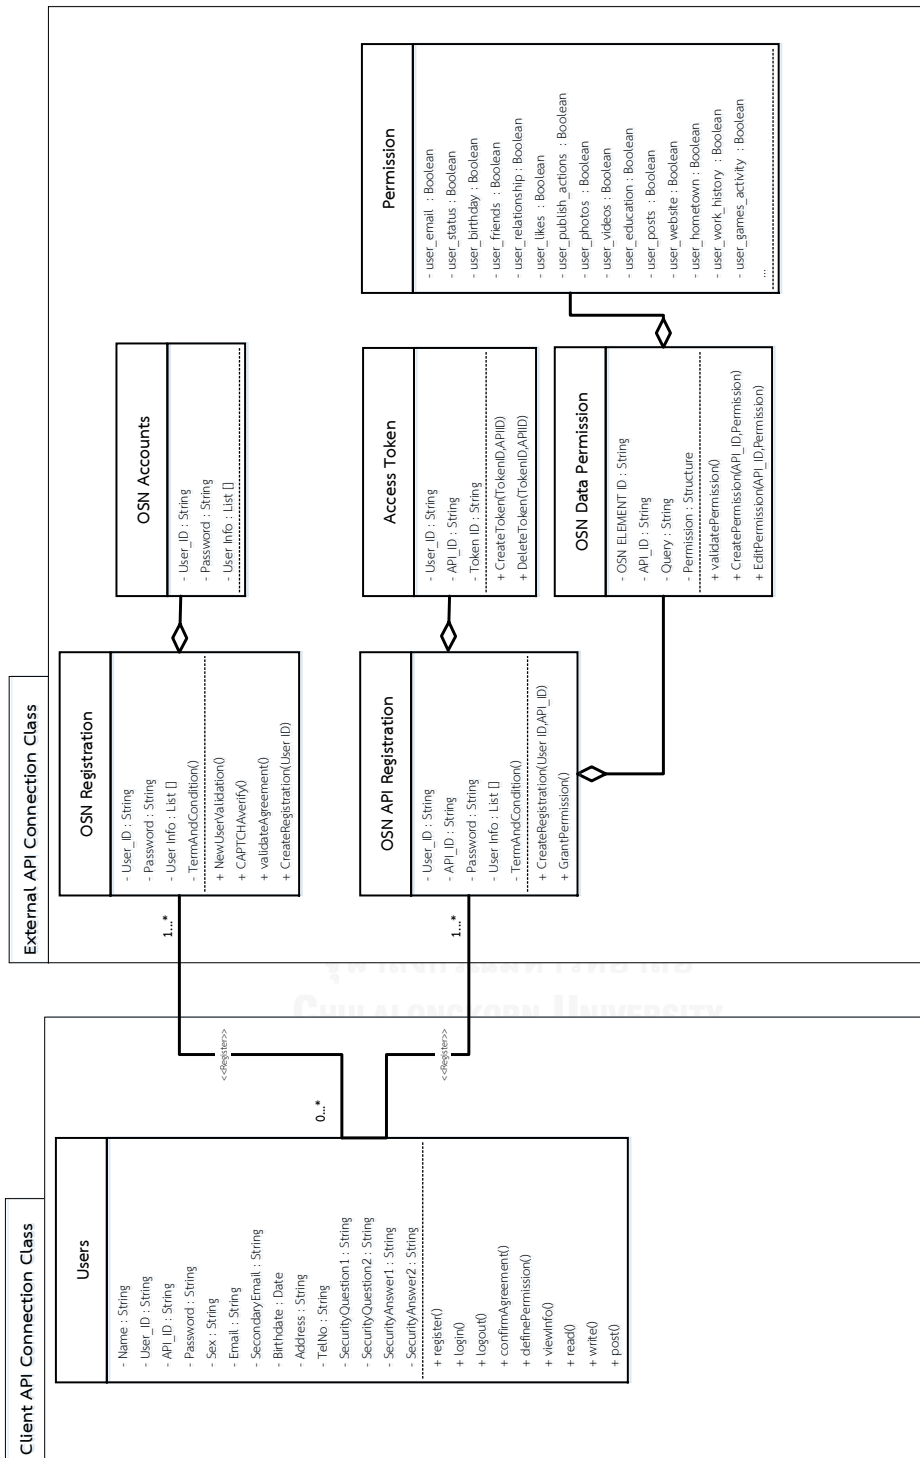 Client API Connection Class
Users
- Name : String
- User_ID : String
- API_ID : String
- Password : String
- Sex : String
- Email : String
- SecondaryEmail : String
- Birthdate : Date
- Address : String
- TelNo : String
- SecurityQuestion1 : String
- SecurityQuestion2 : String
- SecurityAnswer1 : String
- SecurityAnswer2 : String
+ register()
+ login()
+ logout()
+ confirmAgreement()
+ definePermission()
+ viewInfo()
+ read()
+ write()
+ post()
0...*
<<Register>>
<<Register>>
1...*
1...*
CHULALONGKORN UNIVERSITY
External API Connection Class
OSN Registration
- User_ID : String
- Password : String
- User Info : List []
- TermAndCondition()
+ NewUserValidation()
+ CAPTCHAverify()
+ validateAgreement()
+ CreateRegistration(User ID)
OSN Accounts
- User_ID : String
- Password : String
- User Info : List []
OSN API Registration
- User_ID : String
- API_ID : String
- Password : String
- User Info : List []
- TermAndCondition()
+ CreateRegistration(User ID,API_ID)
+ GrantPermission()
Access Token
- User_ID : String
- API_ID : String
- Token ID : String
+ CreateToken(TokenID,APIID)
+ DeleteToken(TokenID,APIID)
OSN Data Permission
- OSN ELEMENT ID : String
- API_ID : String
- Query : String
- Permission : Structure
+ validatePermission()
+ CreatePermission(API_ID,Permission)
+ EditPermission(API_ID,Permission)
Permission
- user_email : Boolean
- user_status : Boolean
- user_birthday : Boolean
- user_friends : Boolean
- user_relationship : Boolean
- user_likes : Boolean
- user_publish_actions : Boolean
- user_photos : Boolean
- user_videos : Boolean
- user_education : Boolean
- user_posts : Boolean
- user_website : Boolean
- user_hometown : Boolean
- user_work_history : Boolean
- user_games_activity : Boolean
...